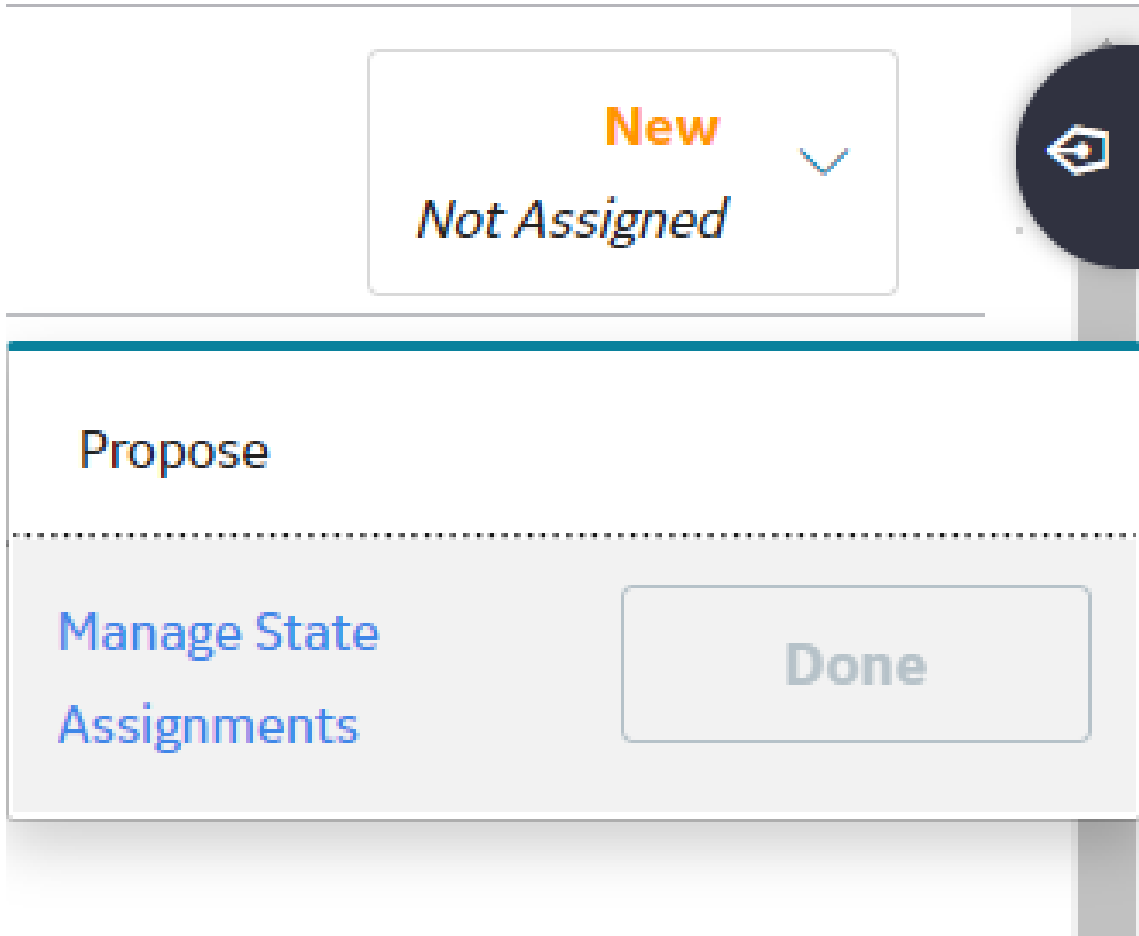 New
Not Assigned
Propose
Manage State
Assignments
Done